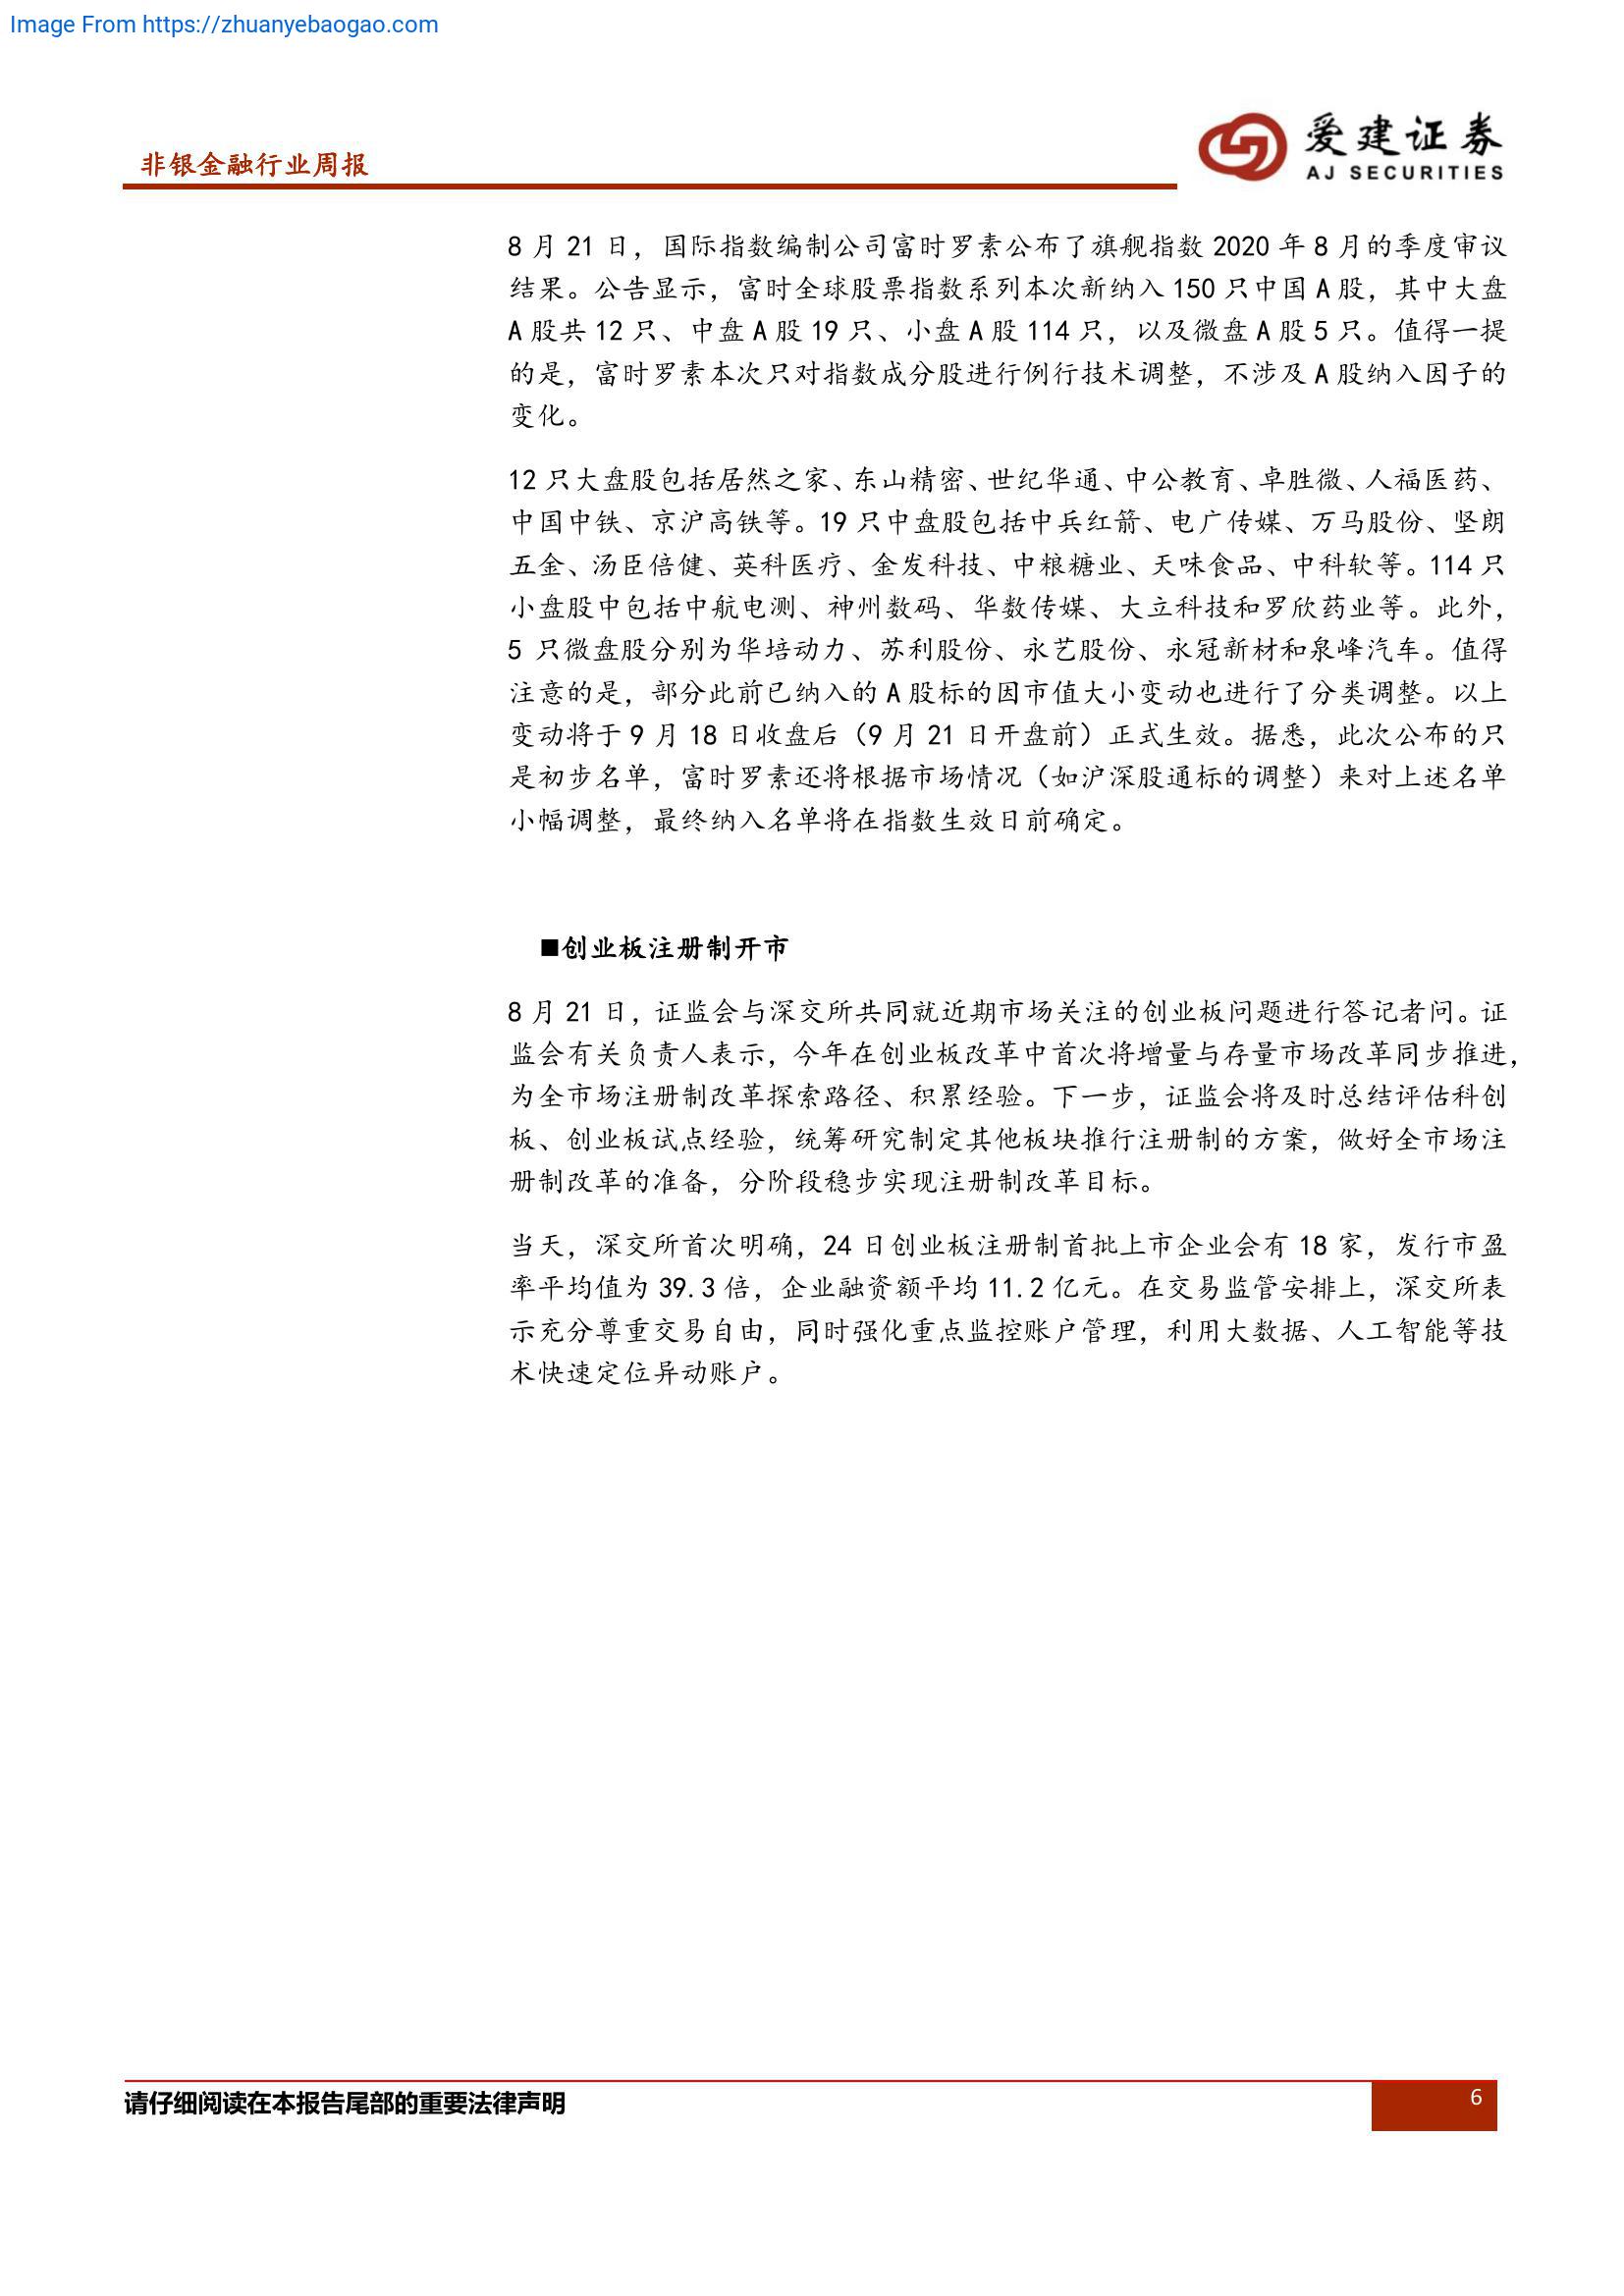 Image From https://zhuanyebaogao.com
非银金融行业周报
爱建证券
AJ SECURITIES
8 月 21 日，国际指数编制公司富时罗素公布了旗舰指数 2020 年 8 月的季度审议
结果。公告显示，富时全球股票指数系列本次新纳入 150 只中国 A 股，其中大盘
A 股共 12 只、中盘 A 股 19 只、小盘 A 股 114 只，以及微盘 A 股 5 只。值得一提
的是，富时罗素本次只对指数成分股进行例行技术调整，不涉及 A 股纳入因子的
变化。
12 只大盘股包括居然之家、东山精密、世纪华通、中公教育、卓胜微、人福医药、
中国中铁、京沪高铁等。19 只中盘股包括中兵红箭、电广传媒、万马股份、坚朗
五金、汤臣倍健、英科医疗、金发科技、中粮糖业、天味食品、中科软等。114 只
小盘股中包括中航电测、神州数码、华数传媒、大立科技和罗欣药业等。此外，
5 只微盘股分别为华培动力、苏利股份、永艺股份、永冠新材和泉峰汽车。值得
注意的是，部分此前已纳入的 A 股标的因市值大小变动也进行了分类调整。以上
变动将于 9 月 18 日收盘后（9 月 21 日开盘前）正式生效。据悉，此次公布的只
是初步名单，富时罗素还将根据市场情况（如沪深股通标的调整）来对上述名单
小幅调整，最终纳入名单将在指数生效日前确定。
■创业板注册制开市
8 月 21 日，证监会与深交所共同就近期市场关注的创业板问题进行答记者问。证
监会有关负责人表示，今年在创业板改革中首次将增量与存量市场改革同步推进，
为全市场注册制改革探索路径、积累经验。下一步，证监会将及时总结评估科创
板、创业板试点经验，统筹研究制定其他板块推行注册制的方案，做好全市场注
册制改革的准备，分阶段稳步实现注册制改革目标。
当天，深交所首次明确，24 日创业板注册制首批上市企业会有 18 家，发行市盈
率平均值为 39.3 倍，企业融资额平均 11.2 亿元。在交易监管安排上，深交所表
示充分尊重交易自由，同时强化重点监控账户管理，利用大数据、人工智能等技
术快速定位异动账户。
请仔细阅读在本报告尾部的重要法律声明
6